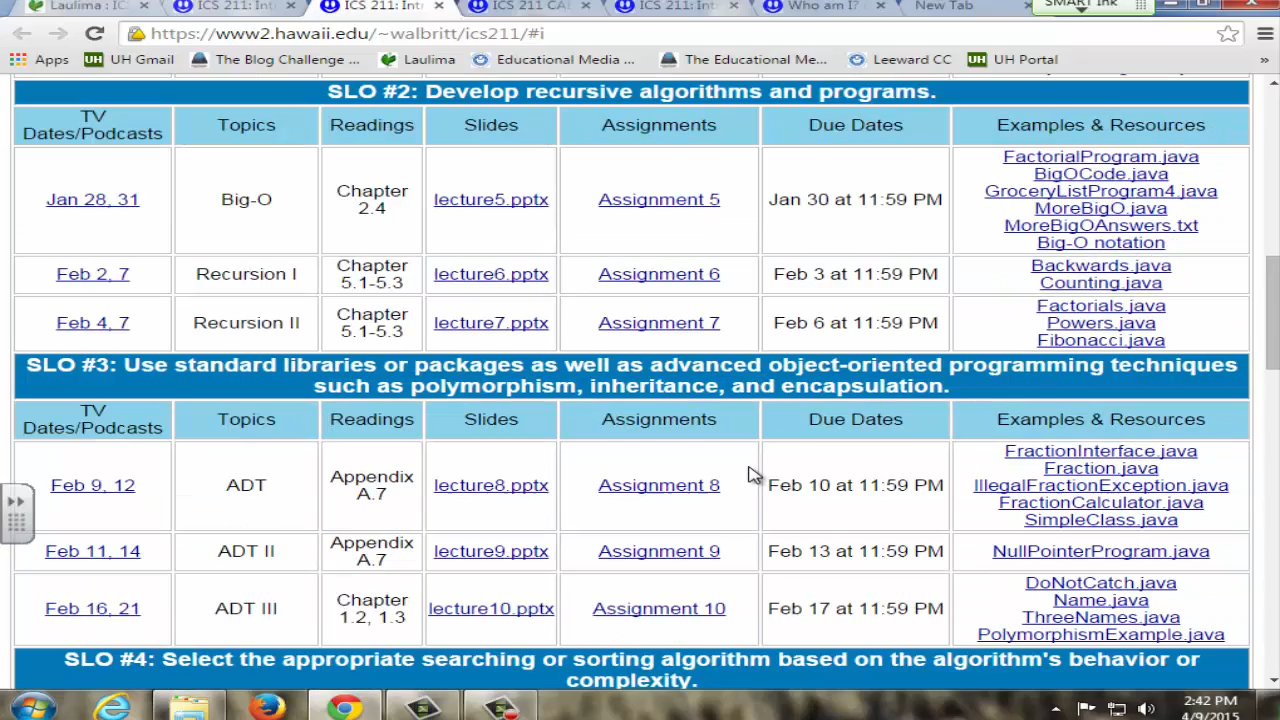 Laulima : IC
ICS 211: Intr
ICS 211: Intr
ICS 211 CAI
ICS 211: Intr
Who am I?
New Tab
SMART Ink
https://www2.hawaii.edu/~walbritt/ics211/#i
Apps
UH Gmail
The Blog Challenge ...
Laulima
Educational Media ...
The Educational Me...
Leeward CC
UH Portal
»
SLO #2: Develop recursive algorithms and programs.
TV
Dates/Podcasts
Topics
Readings
Slides
Assignments
Due Dates
Examples & Resources
Jan 28, 31
Big-O
Chapter
2.4
lecture5.pptx
Assignment 5
Jan 30 at 11:59 PM
FactorialProgram.java
BigOCode.java
GroceryListProgram4.java
MoreBigO.java
MoreBigOAnswers.txt
Big-O notation
Feb 2, 7
Recursion I
Chapter
5.1-5.3
lecture6.pptx
Assignment 6
Feb 3 at 11:59 PM
Backwards.java
Counting.java
Feb 4, 7
Recursion II
Chapter
5.1-5.3
lecture7.pptx
Assignment 7
Feb 6 at 11:59 PM
Factorials.java
Powers.java
Fibonacci.java
SLO #3: Use standard libraries or packages as well as advanced object-oriented programming techniques
such as polymorphism, inheritance, and encapsulation.
TV
Dates/Podcasts
Topics
Readings
Slides
Assignments
Due Dates
Examples & Resources
Feb 9, 12
ADT
Appendix
A.7
lecture8.pptx
Assignment 8
Feb 10 at 11:59 PM
FractionInterface.java
Fraction.java
IllegalFractionException.java
FractionCalculator.java
SimpleClass.java
Feb 11, 14
ADT II
Appendix
A.7
lecture9.pptx
Assignment 9
Feb 13 at 11:59 PM
NullPointerProgram.java
Feb 16, 21
ADT III
Chapter
1.2, 1.3
lecture10.pptx
Assignment 10
Feb 17 at 11:59 PM
DoNotCatch.java
Name.java
ThreeNames.java
PolymorphismExample.java
SLO #4: Select the appropriate searching or sorting algorithm based on the algorithm's behavior or
complexity.
2:42 PM
4/9/2015